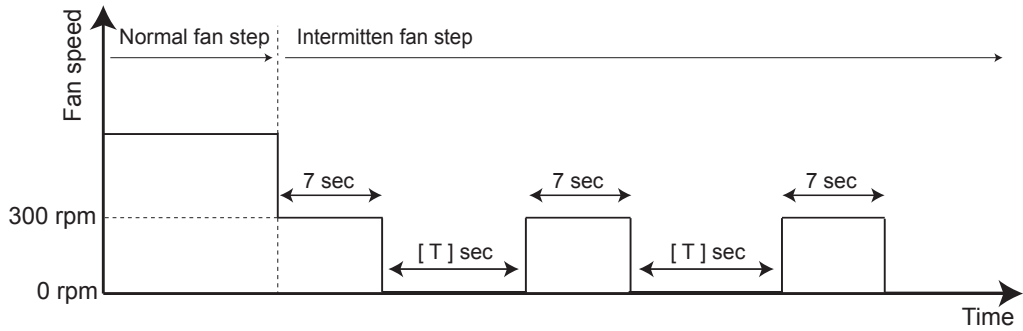 Fan speed
Normal fan step
Intermitten fan step
7 sec
7 sec
7 sec
300 rpm
[ T ] sec
[ T ] sec
0 rpm
Time